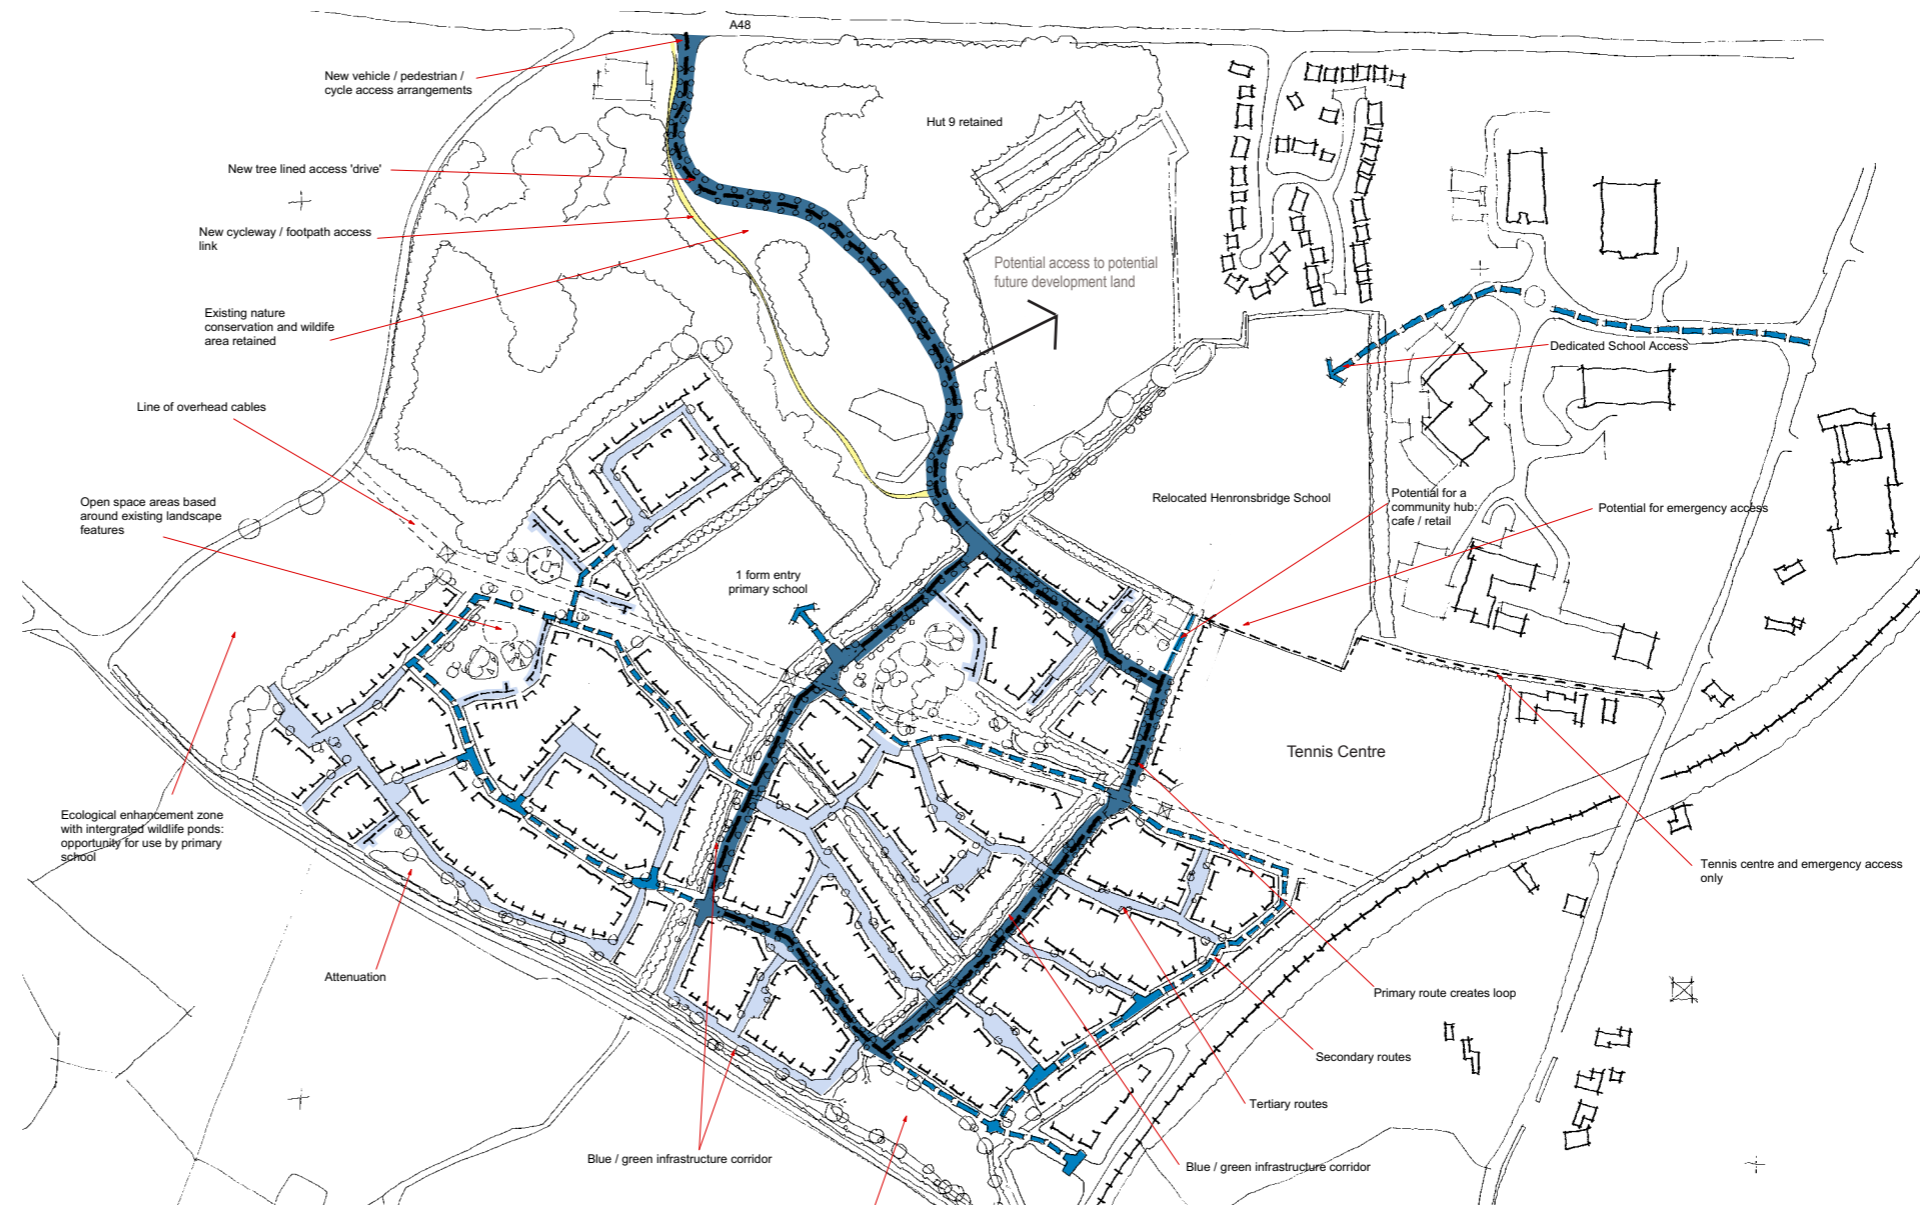 A48
New vehicle / pedestrian /
cycle access arrangements
Hut 9 retained
New tree lined access 'drive'
New cycleway / footpath access
link
Potential access to potential
future development land
Existing nature
conservation and wildife
area retained
Dedicated School Access
Line of overhead cables
Open space areas based
around existing landscape
features
Relocated Henronsbridge School
Potential for a
community hub:
cafe / retail
Potential for emergency access
1 form entry
primary school
Tennis Centre
Ecological enhancement zone
with intergrated wildlife ponds:
opportunity for use by primary
school
Tennis centre and emergency access
only
Attenuation
Primary route creates loop
Secondary routes
Tertiary routes
Blue / green infrastructure corridor
Blue / green infrastructure corridor